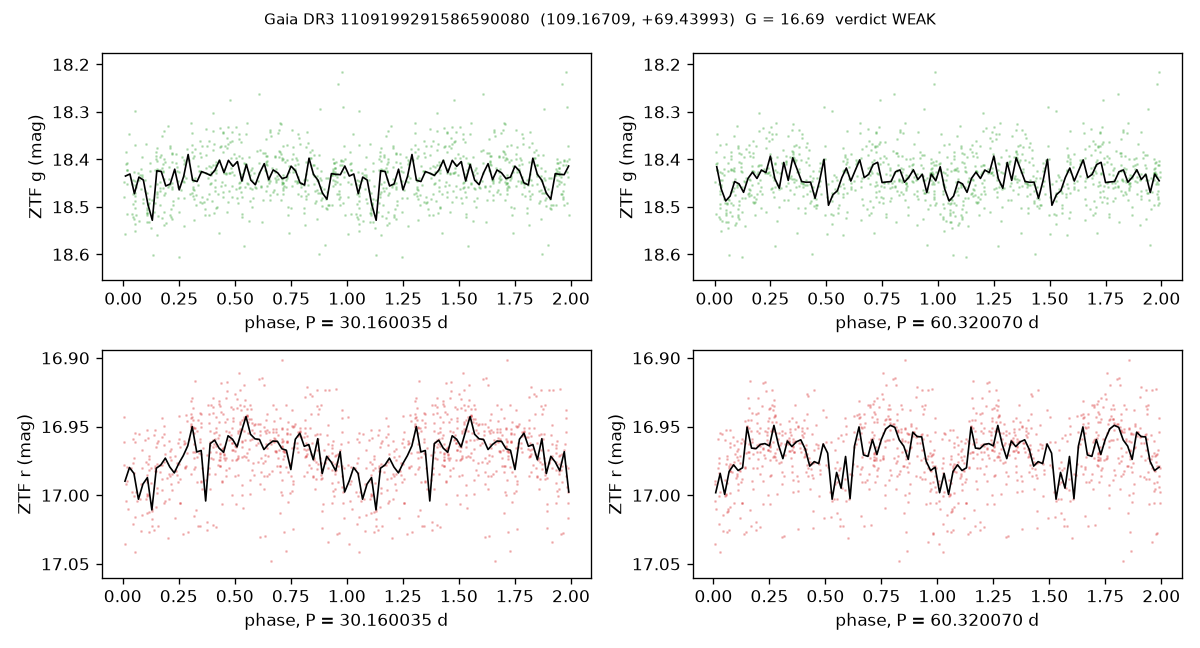 Gaia DR3 1109199291586590080 (109.16709, +69.43993) G = 16.69 verdict WEAK
ZTF g (mag)
18.2
18.3
18.4
18.5
18.6
0.00 0.25 0.50 0.75 1.00 1.25 1.50 1.75 2.00
phase, P = 30.160035 d
ZTF g (mag)
18.2
18.3
18.4
18.5
18.6
0.00 0.25 0.50 0.75 1.00 1.25 1.50 1.75 2.00
phase, P = 60.320070 d
ZTF r (mag)
16.90
16.95
17.00
17.05
0.00 0.25 0.50 0.75 1.00 1.25 1.50 1.75 2.00
phase, P = 30.160035 d
ZTF r (mag)
16.90
16.95
17.00
17.05
0.00 0.25 0.50 0.75 1.00 1.25 1.50 1.75 2.00
phase, P = 60.320070 d